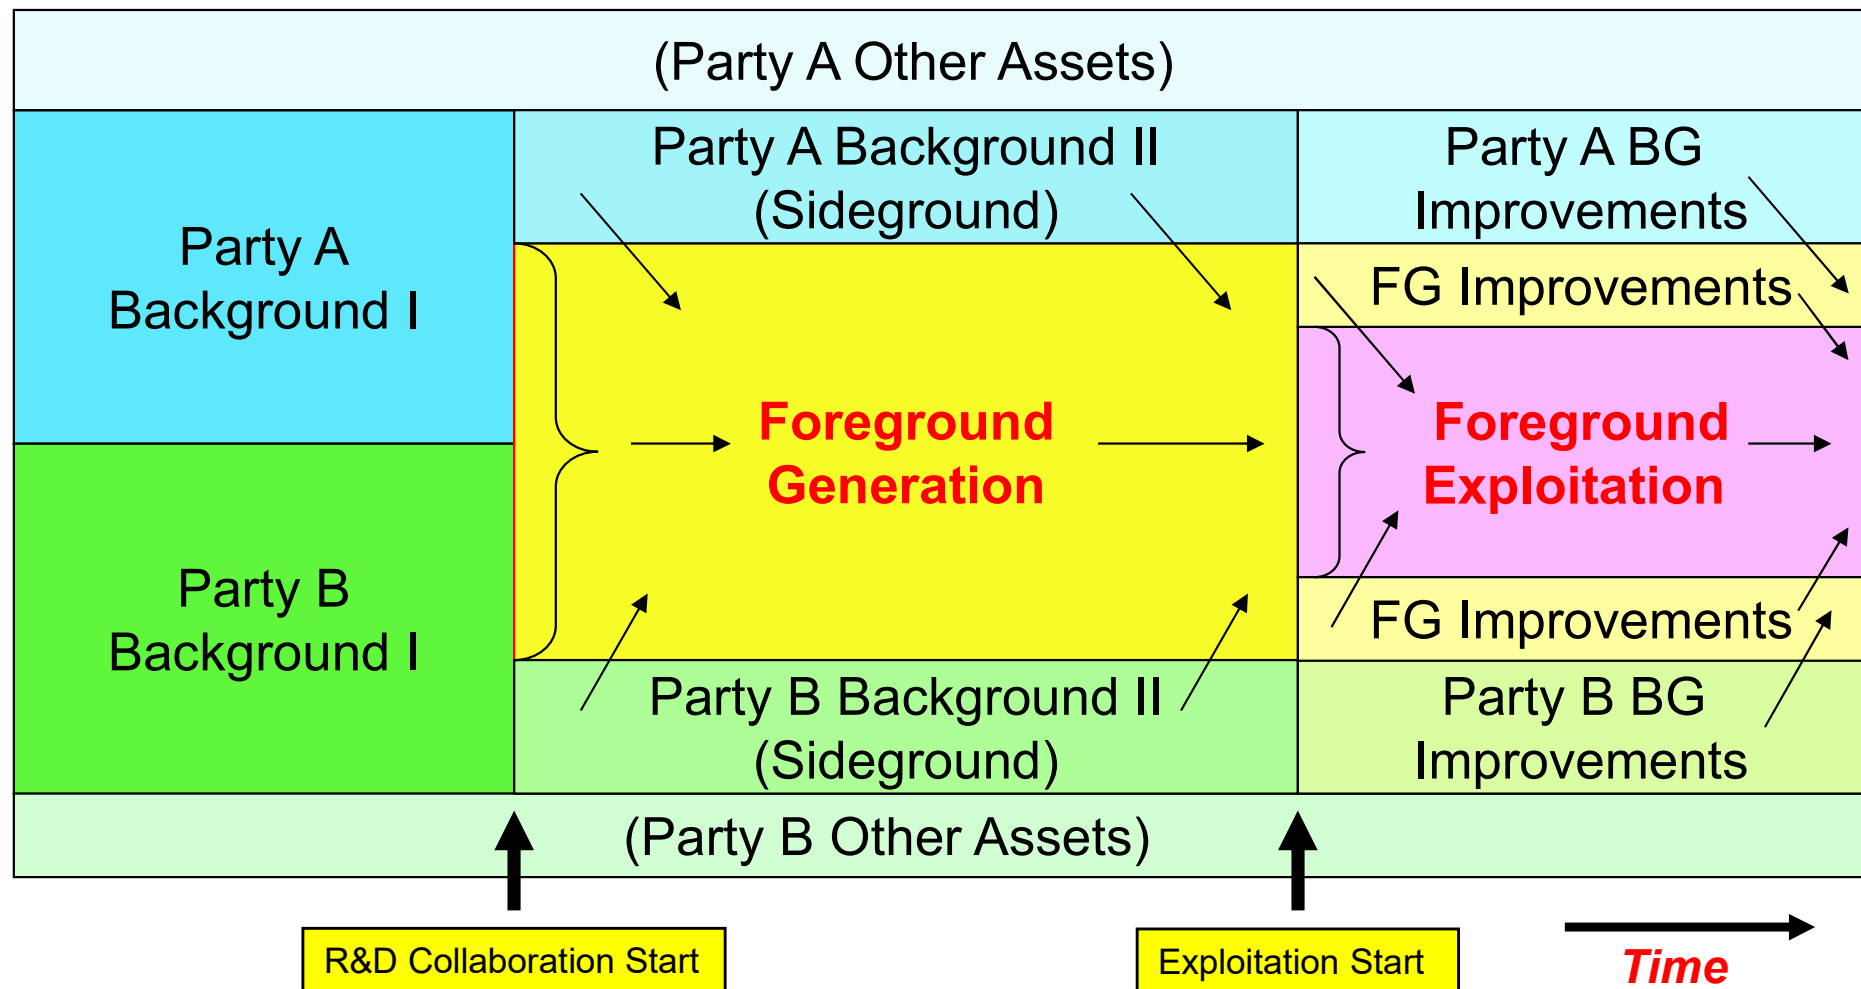 (Party A Other Assets)
Party A
Background I
Party A Background II
(Sideground)
Party A BG
Improvements
FG Improvements
Foreground
Generation
Foreground
Exploitation
Party B
Background I
FG Improvements
Party B Background II
(Sideground)
Party B BG
Improvements
(Party B Other Assets)
R&D Collaboration Start
Exploitation Start
Time